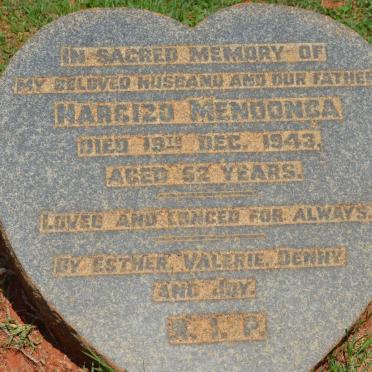 IN SACRED MEMORY OF
MY BELOVED HUSBAND AND OUR FATHER
NARCIZO MENDONCA
DIED 19TH DEC. 1943.
AGED 52 YEARS.
LOVED AND LONGED FOR ALWAYS.
BY ESTHER, VALERIE, DENNY
AND JOY.
R.I.P.